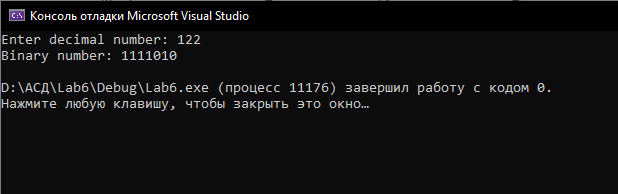 Консоль отладки Microsoft Visual Studio
Enter decimal number: 122
Binary number: 1111010
D:\АСД\Lab6\Debug\Lab6.exe (процесс 11176) завершил работу с кодом 0.
Нажмите любую клавишу, чтобы закрыть это окно…